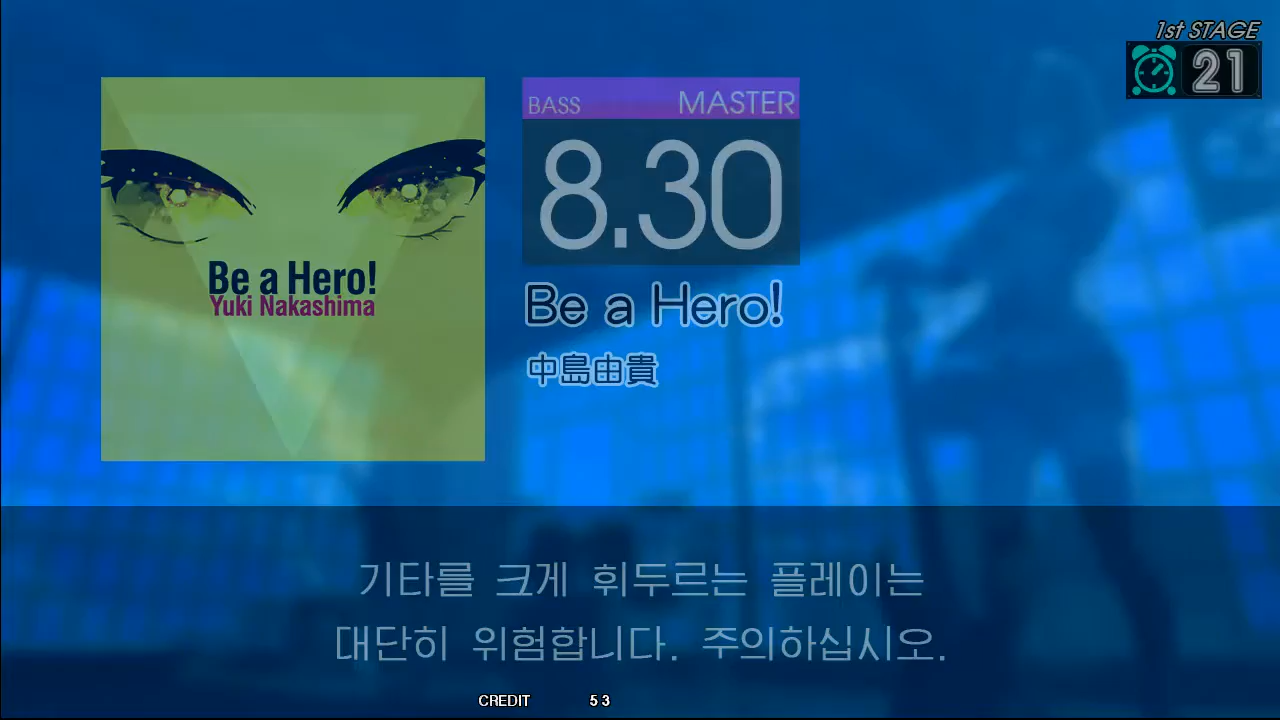 1st STAGE
21
BASS MASTER
8.30
Be a Hero!
Yuki Nakashima
Be a Hero!
中島由貴
기타를 크게 휘두르는 플레이는
대단히 위험합니다. 주의하십시오.
CREDIT 53